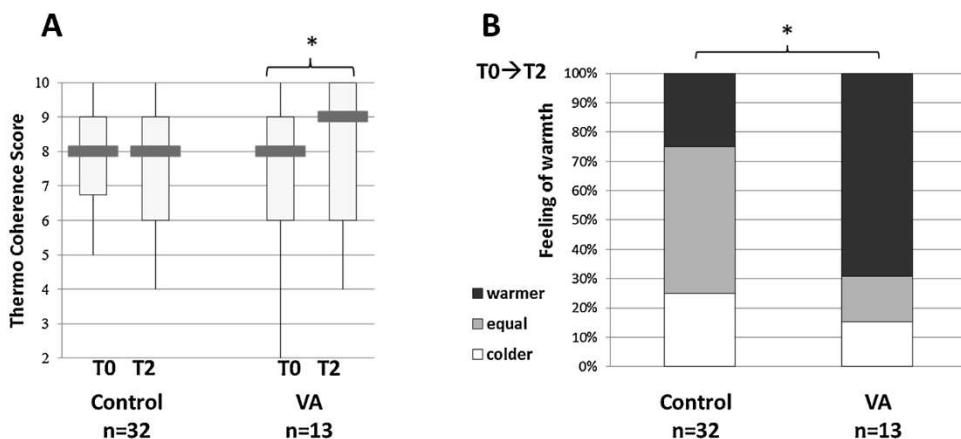 A
*
Thermo Coherence Score
10
9
8
7
6
5
4
3
2
T0 T2 T0 T2
Control VA
n=32 n=13
B
*
T0→T2
Feeling of warmth
100%
90%
80%
70%
60%
50%
40%
30%
20%
10%
0%
warmer
equal
colder
Control VA
n=32 n=13